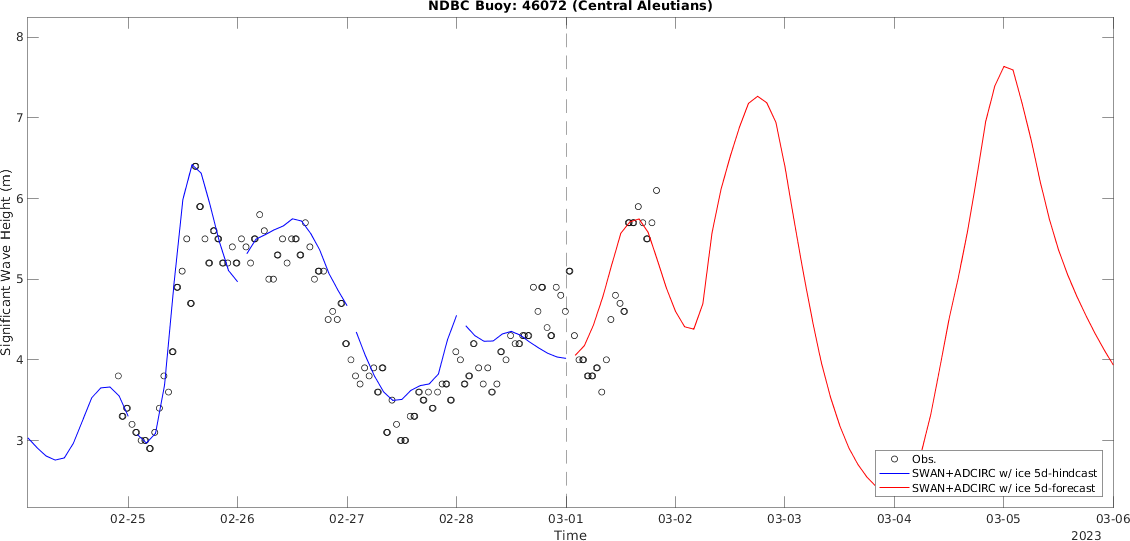 NDBC Buoy: 46072 (Central Aleutians)
Significant Wave Height (m)
8
7
6
5
4
3
Obs.
SWAN+ADCIRC w/ ice 5d-hindcast
SWAN+ADCIRC w/ ice 5d-forecast
02-25 02-26 02-27 02-28 03-01 03-02 03-03 03-04 03-05 03-06
Time
2023